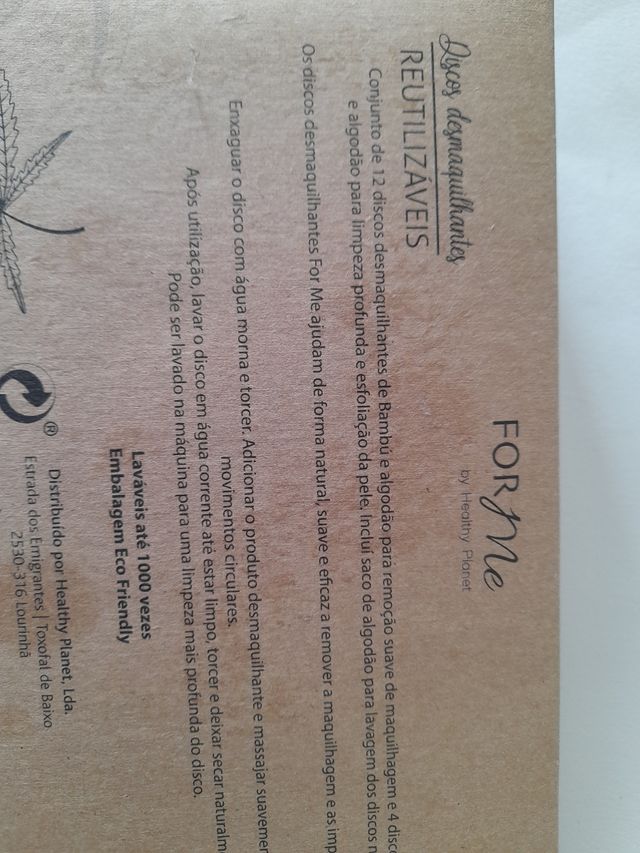 FOR Me
by Healthy Planet
Discos desmaquilhantes
REUTILIZÁVEIS
Conjunto de 12 discos desmaquilhantes de Bambú e algodão para remoção suave de maquilhagem e 4 disco
e algodão para limpeza profunda e esfoliação da pele. Incluí saco de algodão para lavagem dos discos n
Os discos desmaquilhantes For Me ajudam de forma natural, suave e eficaz a remover a maquilhagem e as imp
Enxaguar o disco com água morna e torcer. Adicionar o produto desmaquilhante e massajar suavemen
movimentos circulares.
Após utilização, lavar o disco em água corrente até estar limpo, torcer e deixar secar naturalm
Pode ser lavado na máquina para uma limpeza mais profunda do disco.
Laváveis até 1000 vezes
Embalagem Eco Friendly
®
Distribuído por Healthy Planet, Lda.
Estrada dos Emigrantes | Toxofal de Baixo
2530-316 Lourinhã